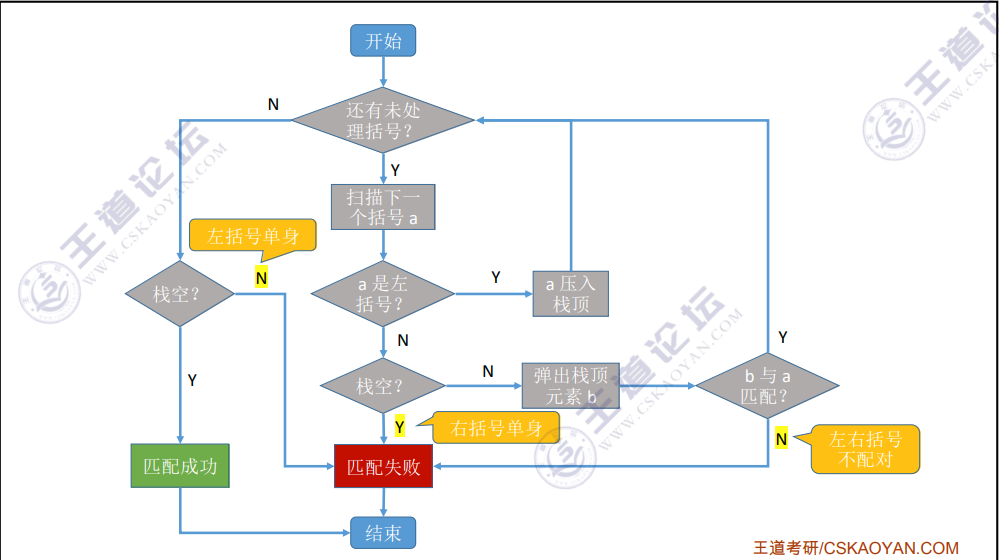 开始
还有未处
理括号?
N
Y
扫描下一
个括号 a
左括号单身
N
栈空?
a 是左
括号?
Y
a 压入
栈顶
N
Y
Y
栈空?
N
弹出栈顶
元素 b
b 与 a
匹配?
Y
右括号单身
N
左右括号
不配对
匹配成功
匹配失败
结束
王道论坛
WWW.CSKAOYAN.COM
王道论坛
WWW.CSKAOYAN.COM
王道论坛
WWW.CSKAOYAN.COM
王道考研/CSKAOYAN.COM